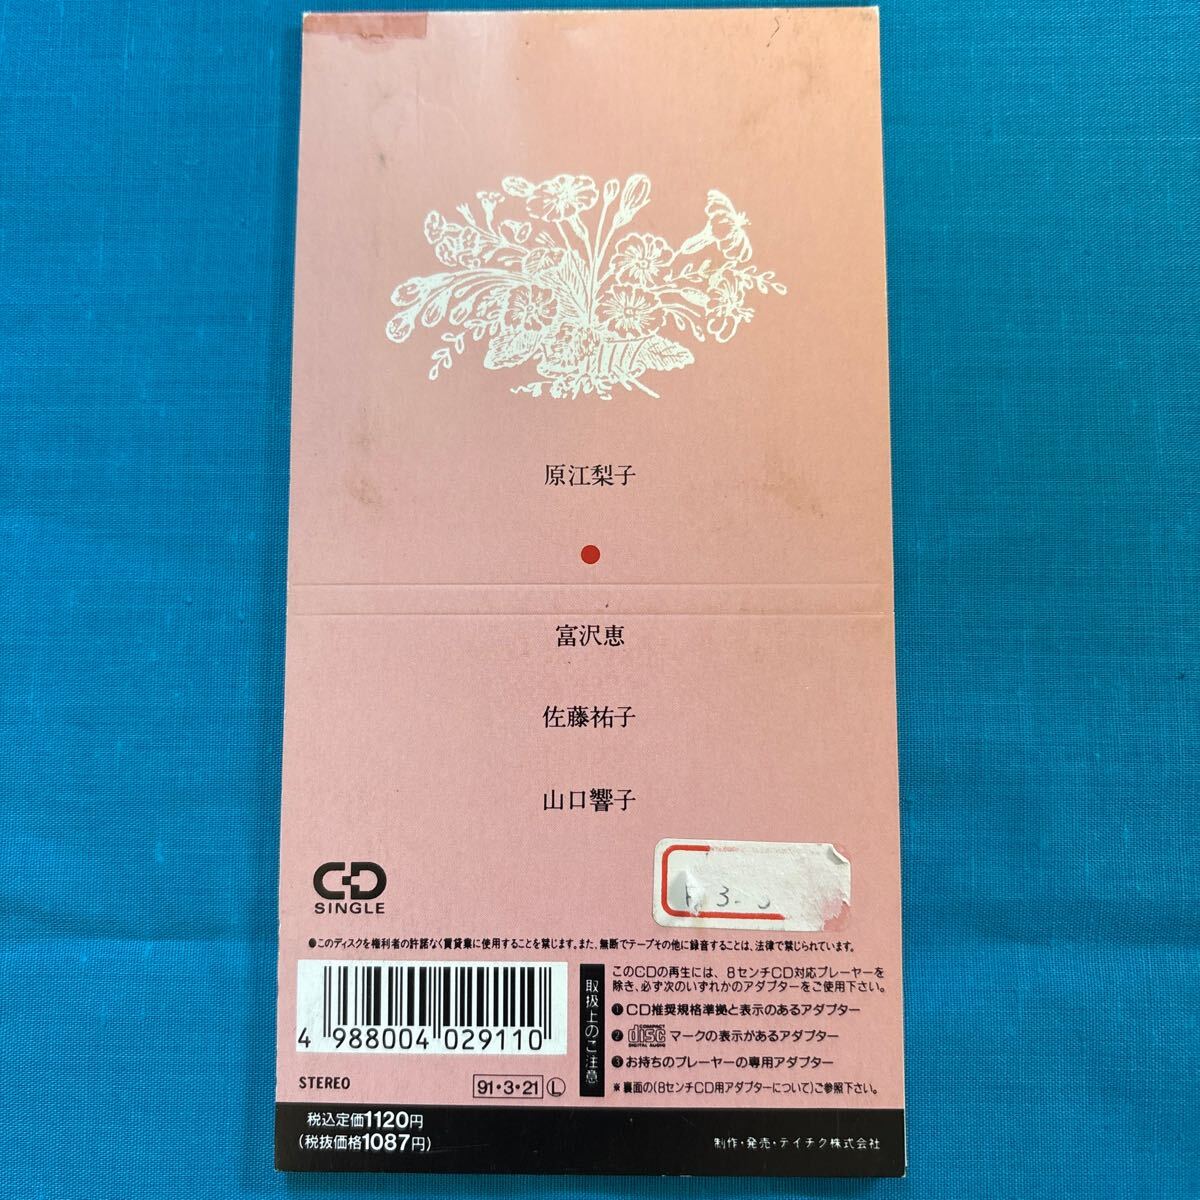 原江梨子
富沢恵
佐藤祐子
山口響子
CD
SINGLE
●このディスクを権利者の許諾なく賃貸業に使用することを禁じます。また、無断でテープその他に録音することは、法律で禁じられています。
4 988004 029110
STEREO
91・3・21 Ⓛ
取扱上のご注意
このCDの再生には、8センチCD対応プレーヤーを
除き、必ず次のいずれかのアダプターをご使用下さい。
❶CD推奨規格準拠と表示のあるアダプター
❷ COMPACT disc DIGITAL AUDIO マークの表示があるアダプター
❸お持ちのプレーヤーの専用アダプター
※裏面の(8センチCD用アダプターについて)ご参照下さい。
税込定価1120円
(税抜価格1087円)
制作・発売・テイチク株式会社